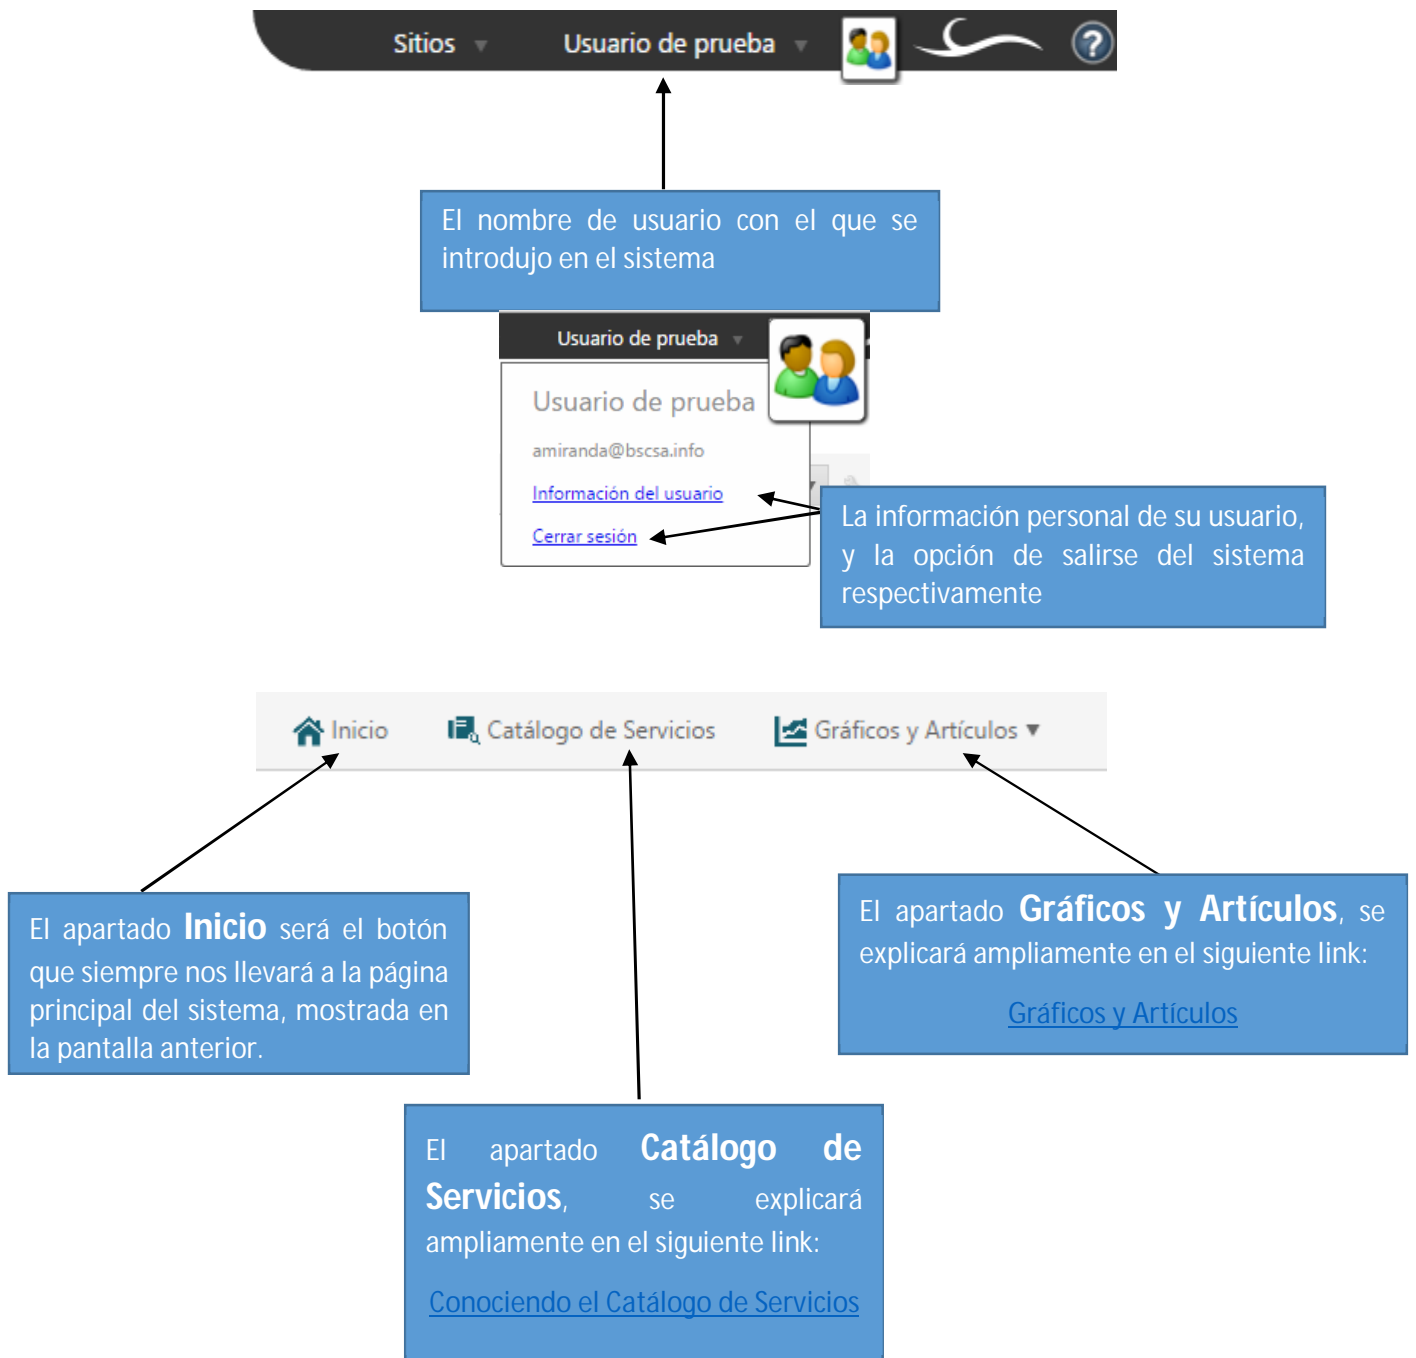 Sitios Usuario de prueba
El nombre de usuario con el que se
introdujo en el sistema
Usuario de prueba
Usuario de prueba
amiranda@bscsa.info
Información del usuario
Cerrar sesión
La información personal de su usuario,
y la opción de salirse del sistema
respectivamente
Inicio Catálogo de Servicios Gráficos y Artículos
El apartado Inicio será el botón
que siempre nos llevará a la página
principal del sistema, mostrada en
la pantalla anterior.
El apartado Gráficos y Artículos, se
explicará ampliamente en el siguiente link:
Gráficos y Artículos
El apartado Catálogo de
Servicios, se explicará
ampliamente en el siguiente link:
Conociendo el Catálogo de Servicios